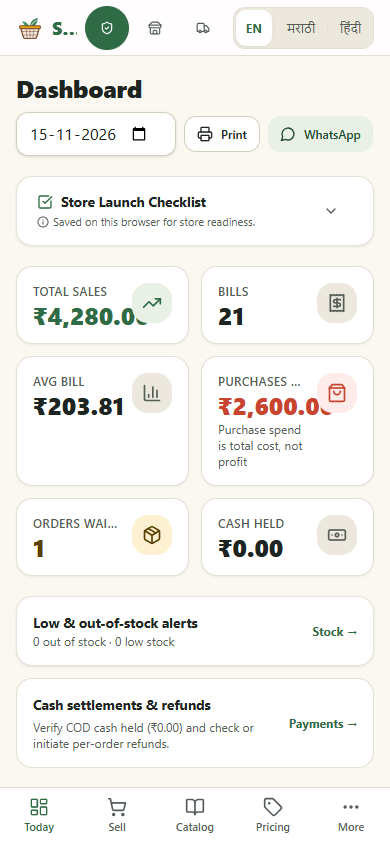 S...
EN
मराठी
हिंदी
Dashboard
15-11-2026
Print
WhatsApp
Store Launch Checklist
Saved on this browser for store readiness.
TOTAL SALES
₹4,280.0
BILLS
21
AVG BILL
₹203.81
PURCHASES ...
₹2,600.0
Purchase spend
is total cost, not
profit
ORDERS WAI...
1
CASH HELD
₹0.00
Low & out-of-stock alerts
0 out of stock · 0 low stock
Stock →
Cash settlements & refunds
Verify COD cash held (₹0.00) and check or
initiate per-order refunds.
Payments →
Today
Sell
Catalog
Pricing
More